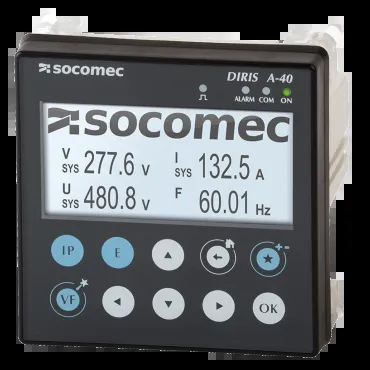 socomec
DIRIS A-40
ALARM COM ON
socomec
V SYS 277.6 V I SYS 132.5 A
U SYS 480.8 V F 60.01 Hz
IP E
VF OK